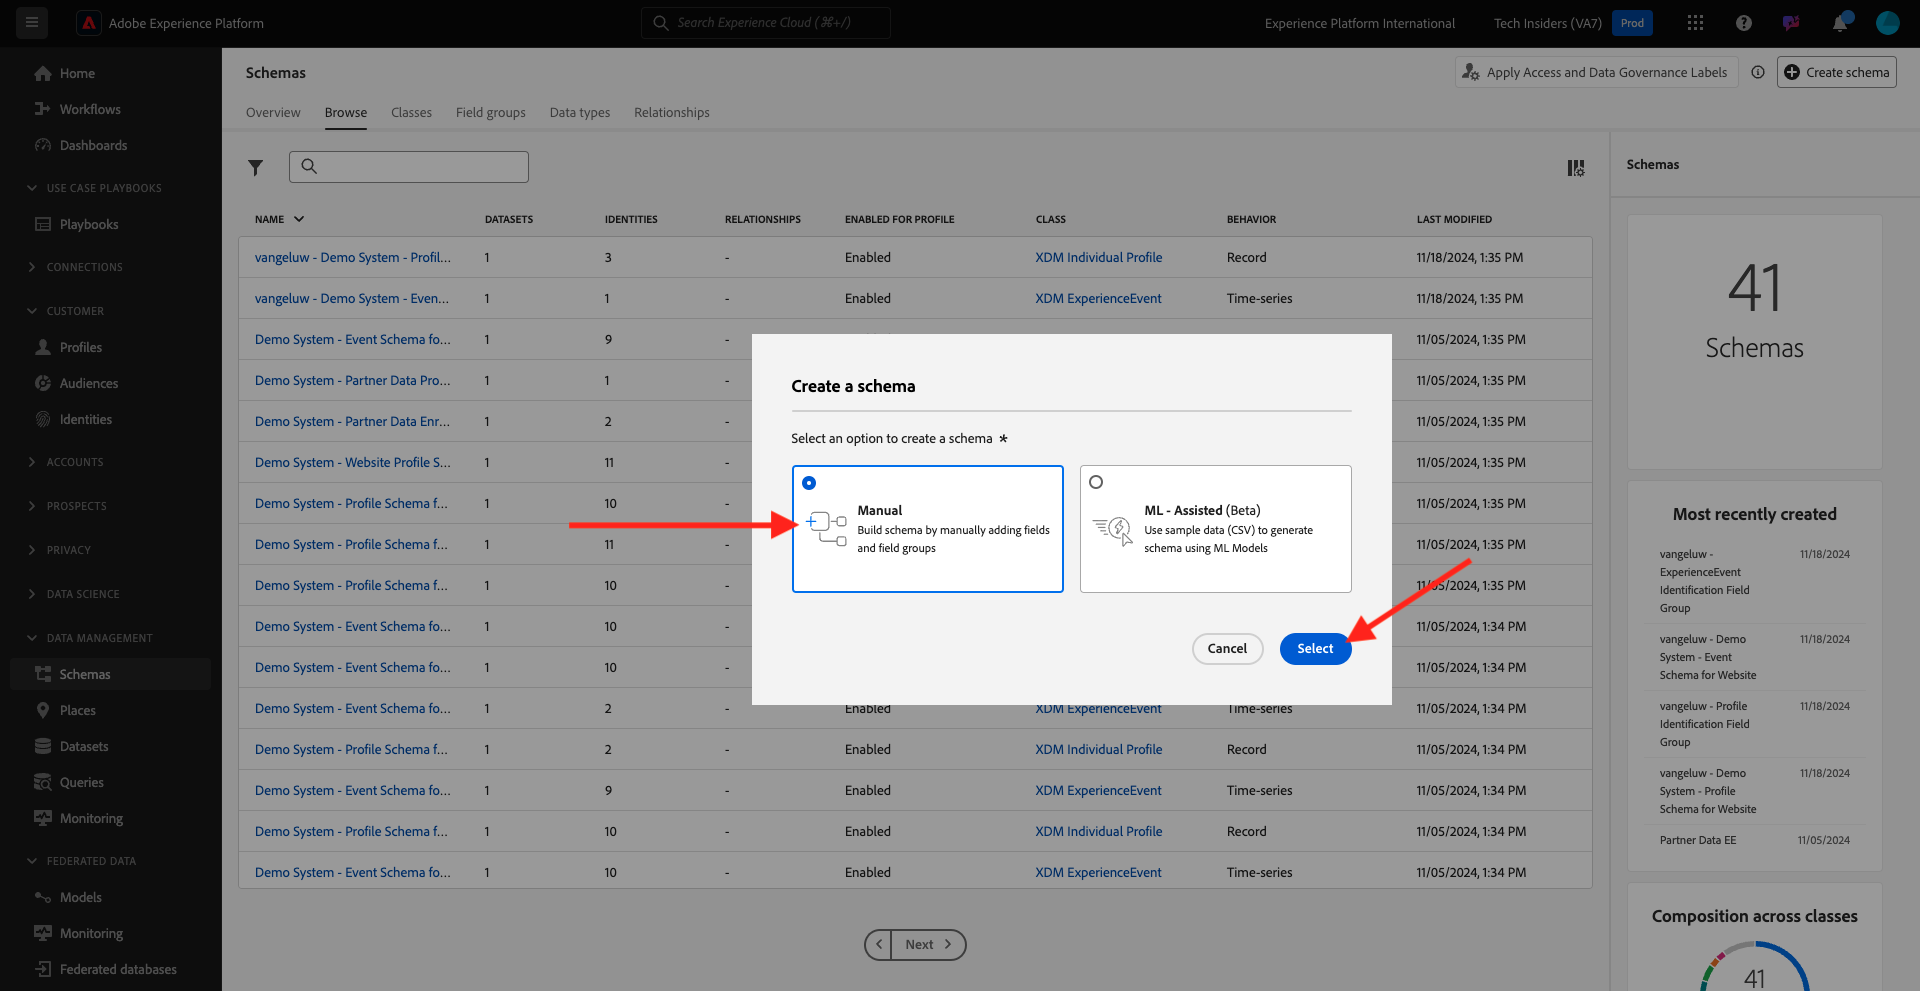 Adobe Experience Platform
Search Experience Cloud (⌘+/)
Experience Platform International
Tech Insiders (VA7)
Prod
Home
Workflows
Dashboards
USE CASE PLAYBOOKS
Playbooks
CONNECTIONS
CUSTOMER
Profiles
Audiences
Identities
ACCOUNTS
PROSPECTS
PRIVACY
DATA SCIENCE
DATA MANAGEMENT
Schemas
Places
Datasets
Queries
Monitoring
FEDERATED DATA
Models
Monitoring
Federated databases
Schemas
Apply Access and Data Governance Labels
Create schema
Overview Browse Classes Field groups Data types Relationships
NAME DATASETS IDENTITIES RELATIONSHIPS ENABLED FOR PROFILE CLASS BEHAVIOR LAST MODIFIED
vangeluw - Demo System - Profil... 1 3 - Enabled XDM Individual Profile Record 11/18/2024, 1:35 PM
vangeluw - Demo System - Even... 1 1 - Enabled XDM ExperienceEvent Time-series 11/18/2024, 1:35 PM
Demo System - Event Schema fo... 1 9 - 11/05/2024, 1:35 PM
Demo System - Partner Data Pro... 1 1 - 11/05/2024, 1:35 PM
Demo System - Partner Data Enr... 1 2 - 11/05/2024, 1:35 PM
Demo System - Website Profile S... 1 11 - 11/05/2024, 1:35 PM
Demo System - Profile Schema f... 1 10 - 11/05/2024, 1:35 PM
Demo System - Profile Schema f... 1 11 - 11/05/2024, 1:35 PM
Demo System - Profile Schema f... 1 10 - 11/05/2024, 1:35 PM
Demo System - Event Schema fo... 1 10 - 11/05/2024, 1:34 PM
Demo System - Event Schema fo... 1 10 - 11/05/2024, 1:34 PM
Demo System - Event Schema fo... 1 2 - Enabled XDM ExperienceEvent Time-series 11/05/2024, 1:34 PM
Demo System - Profile Schema f... 1 2 - Enabled XDM Individual Profile Record 11/05/2024, 1:34 PM
Demo System - Event Schema fo... 1 9 - Enabled XDM ExperienceEvent Time-series 11/05/2024, 1:34 PM
Demo System - Profile Schema f... 1 10 - Enabled XDM Individual Profile Record 11/05/2024, 1:34 PM
Demo System - Event Schema fo... 1 10 - Enabled XDM ExperienceEvent Time-series 11/05/2024, 1:34 PM
Next
Create a schema
Select an option to create a schema *
Manual
Build schema by manually adding fields
and field groups
ML - Assisted (Beta)
Use sample data (CSV) to generate
schema using ML Models
Cancel
Select
Schemas
41
Schemas
Most recently created
vangeluw - 11/18/2024
ExperienceEvent
Identification Field
Group
vangeluw - Demo 11/18/2024
System - Event
Schema for Website
vangeluw - Profile 11/18/2024
Identification Field
Group
vangeluw - Demo 11/18/2024
System - Profile
Schema for Website
Partner Data EE 11/05/2024
Composition across classes
41